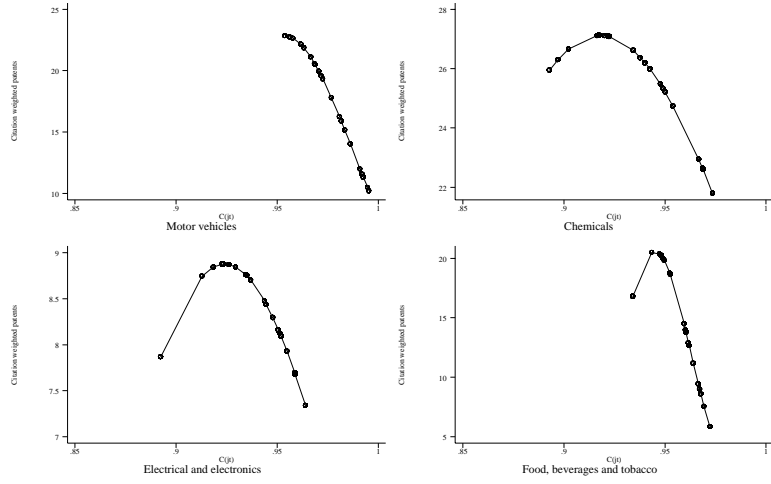 25
20
15
10
Citation weighted patents
.85
.9
.95
1
C(jt)
Motor vehicles
28
26
24
22
Citation weighted patents
.85
.9
.95
1
C(jt)
Chemicals
9
8.5
8
7.5
7
Citation weighted patents
.85
.9
.95
1
C(jt)
Electrical and electronics
20
15
10
5
Citation weighted patents
.85
.9
.95
1
C(jt)
Food, beverages and tobacco